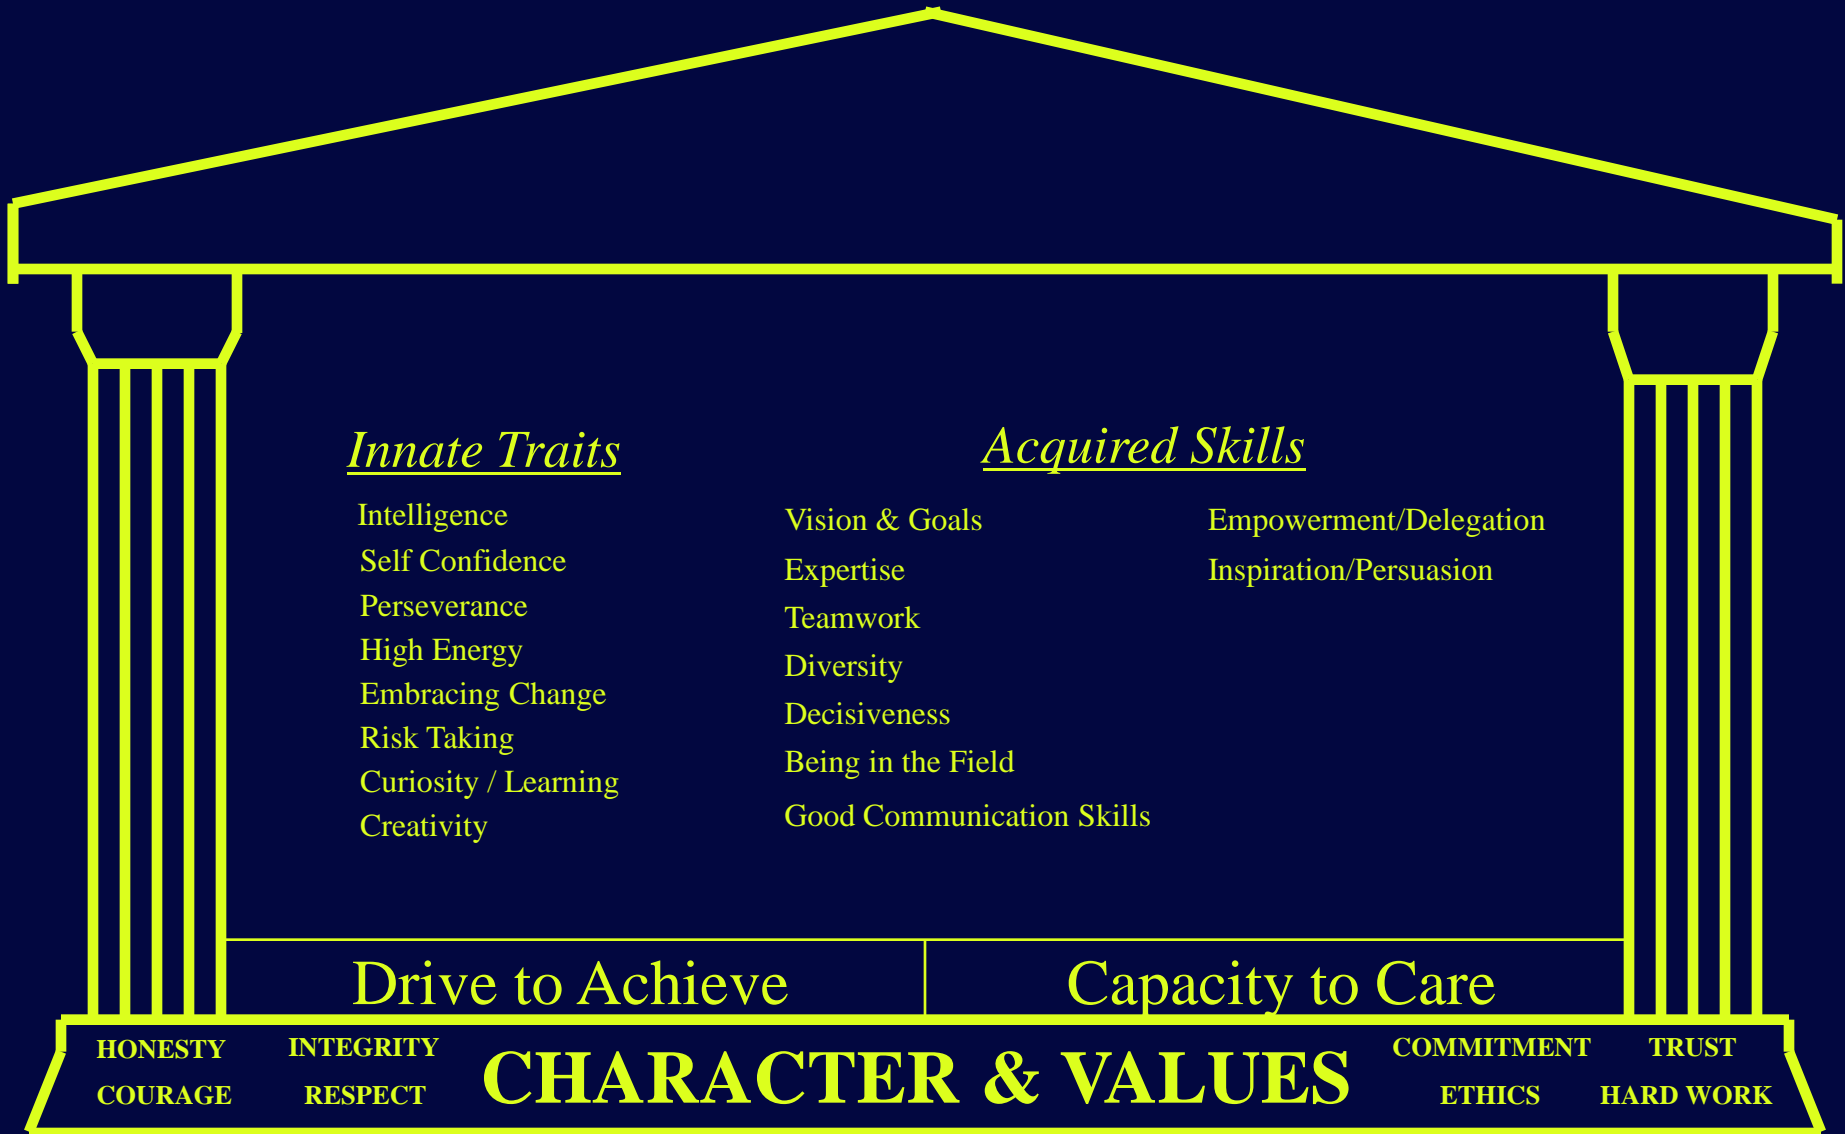 Innate Traits
Intelligence
Self Confidence
Perseverance
High Energy
Embracing Change
Risk Taking
Curiosity / Learning
Creativity
Acquired Skills
Vision & Goals
Expertise
Teamwork
Diversity
Decisiveness
Being in the Field
Good Communication Skills
Empowerment/Delegation
Inspiration/Persuasion
Drive to Achieve
Capacity to Care
HONESTY
INTEGRITY
COURAGE
RESPECT
CHARACTER & VALUES
COMMITMENT
TRUST
ETHICS
HARD WORK